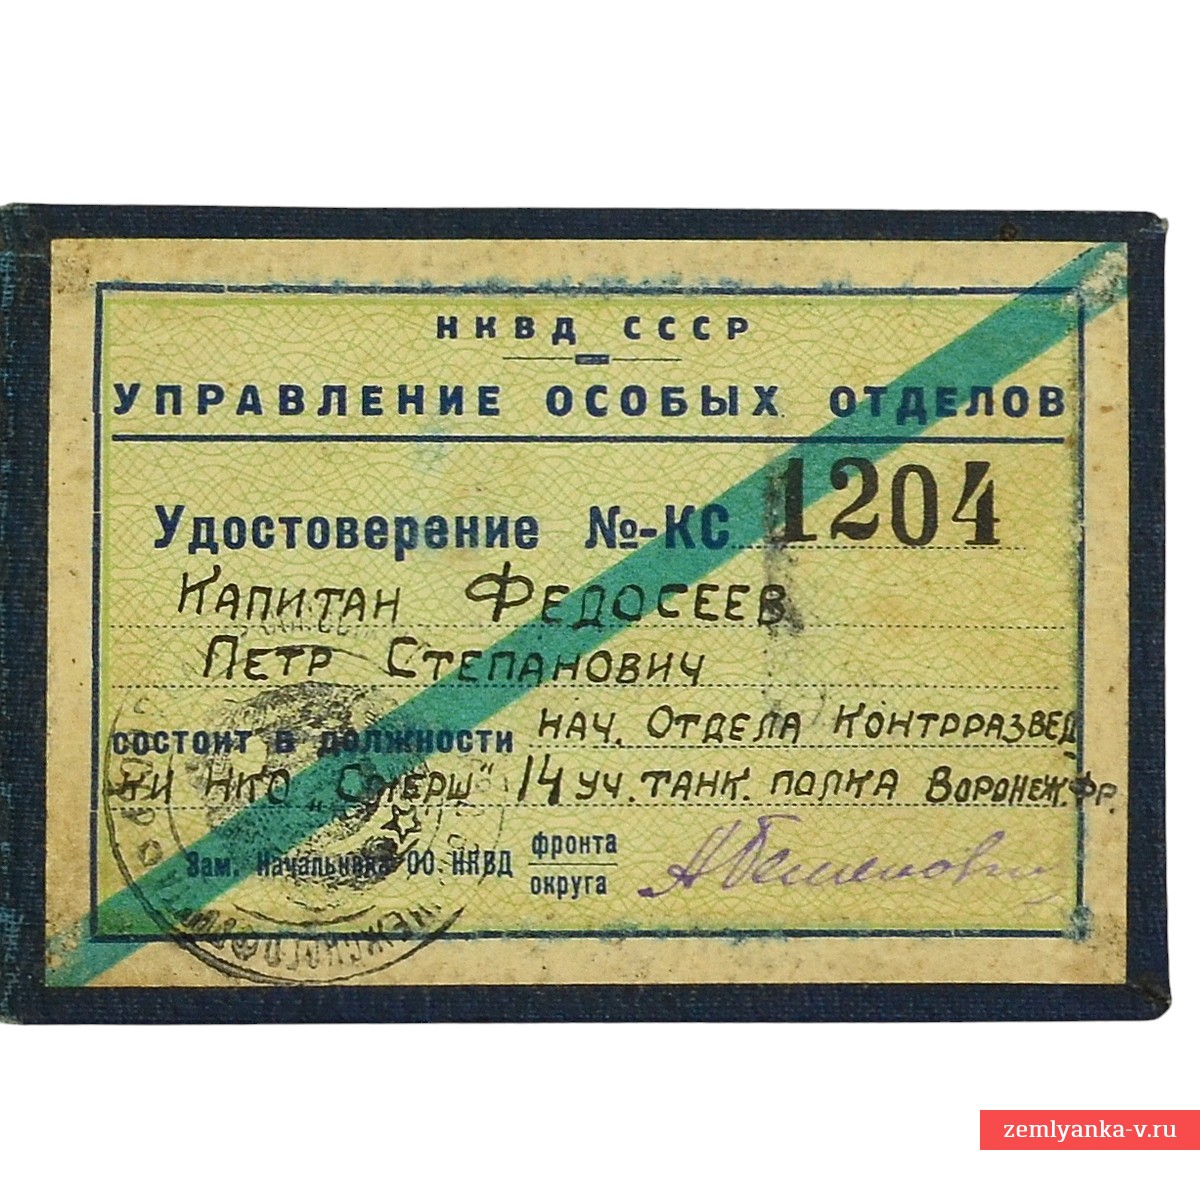 НКВД СССР
УПРАВЛЕНИЕ ОСОБЫХ ОТДЕЛОВ
Удостоверение №-КС 1204
Капитан Федосеев
Петр Степанович
состоит в должности нач. Отдела Контрразвед
ки НКО „Смерш" 14 уч. танк. полка Воронеж. Фр.
Зам. Начальника ОО НКВД фронта
округа
zemlyanka-v.ru